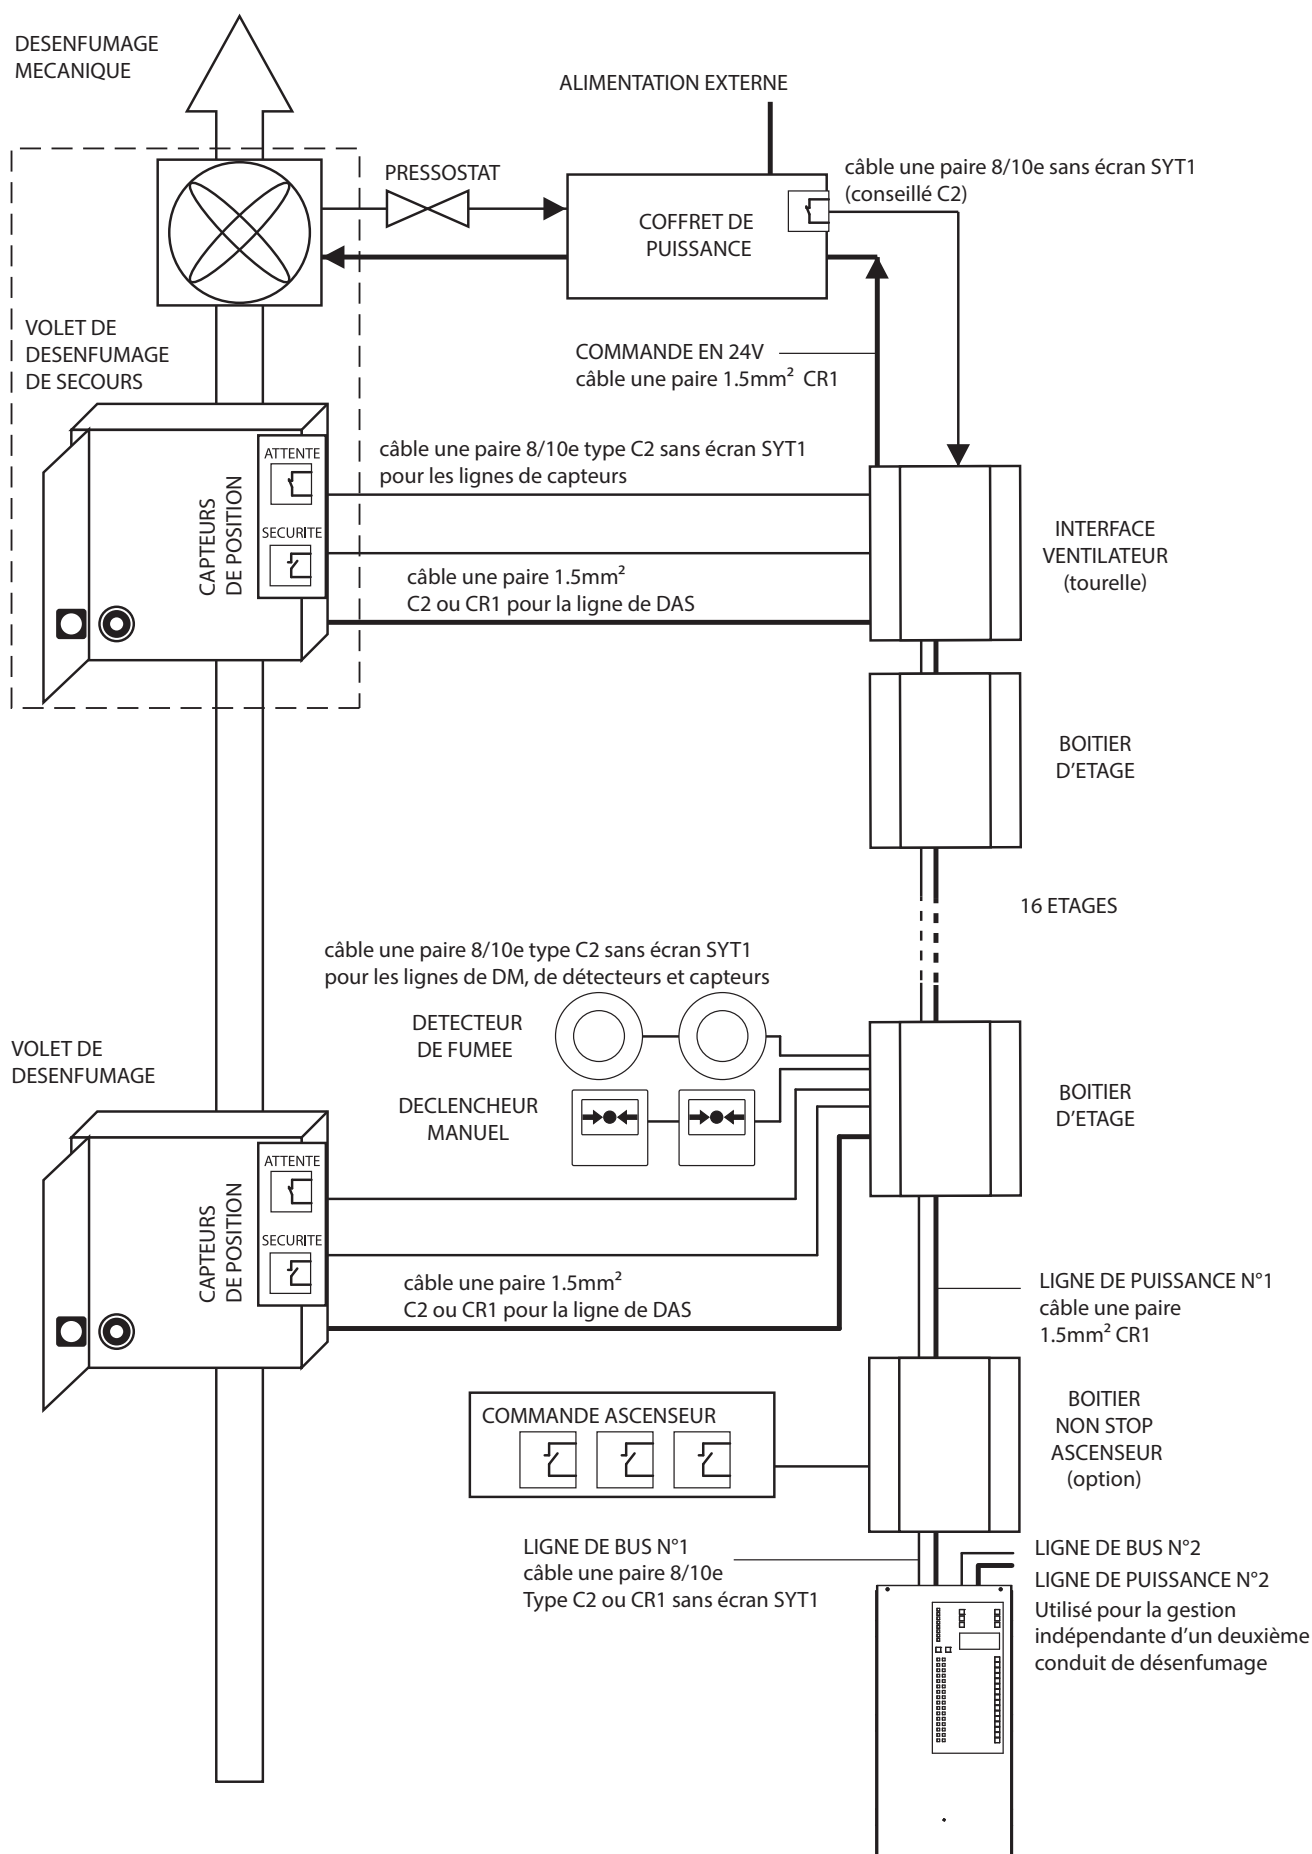 DESENFUMAGE
MECANIQUE
ALIMENTATION EXTERNE
PRESSOSTAT
câble une paire 8/10e sans écran SYT1
(conseillé C2)
COFFRET DE
PUISSANCE
VOLET DE
DESENFUMAGE
DE SECOURS
COMMANDE EN 24V
câble une paire 1.5mm² CR1
câble une paire 8/10e type C2 sans écran SYT1
pour les lignes de capteurs
ATTENTE
SECURITE
CAPTEURS
DE POSITION
INTERFACE
VENTILATEUR
(tourelle)
câble une paire 1.5mm²
C2 ou CR1 pour la ligne de DAS
BOITIER
D'ETAGE
16 ETAGES
câble une paire 8/10e type C2 sans écran SYT1
pour les lignes de DM, de détecteurs et capteurs
DETECTEUR
DE FUMEE
VOLET DE
DESENFUMAGE
DECLENCHEUR
MANUEL
BOITIER
D'ETAGE
ATTENTE
SECURITE
CAPTEURS
DE POSITION
câble une paire 1.5mm²
C2 ou CR1 pour la ligne de DAS
LIGNE DE PUISSANCE N°1
câble une paire
1.5mm² CR1
COMMANDE ASCENSEUR
BOITIER
NON STOP
ASCENSEUR
(option)
LIGNE DE BUS N°1
câble une paire 8/10e
Type C2 ou CR1 sans écran SYT1
LIGNE DE BUS N°2
LIGNE DE PUISSANCE N°2
Utilisé pour la gestion
indépendante d'un deuxième
conduit de désenfumage